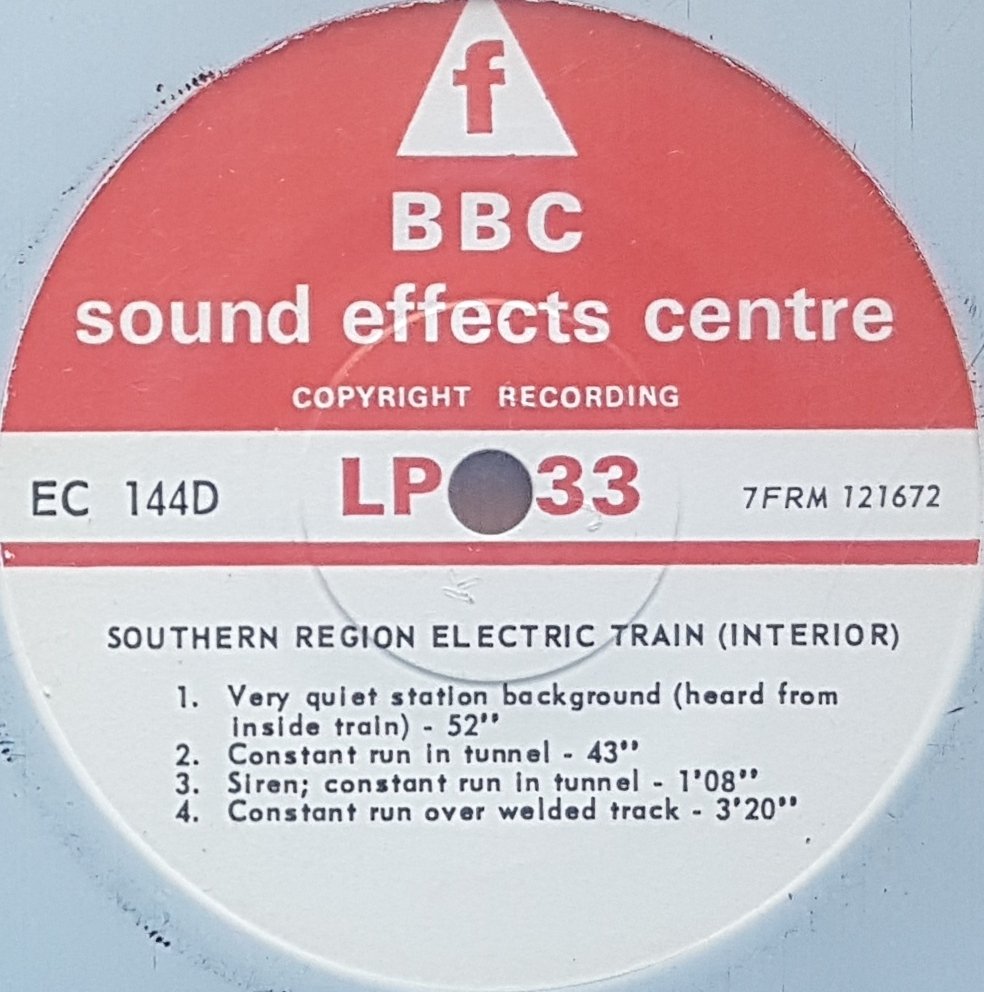 f
BBC
sound effects centre
COPYRIGHT RECORDING
EC 144D LP 33 7FRM 121672
SOUTHERN REGION ELECTRIC TRAIN (INTERIOR)
1. Very quiet station background (heard from
inside train) - 52''
2. Constant run in tunnel - 43''
3. Siren; constant run in tunnel - 1'08''
4. Constant run over welded track - 3'20''